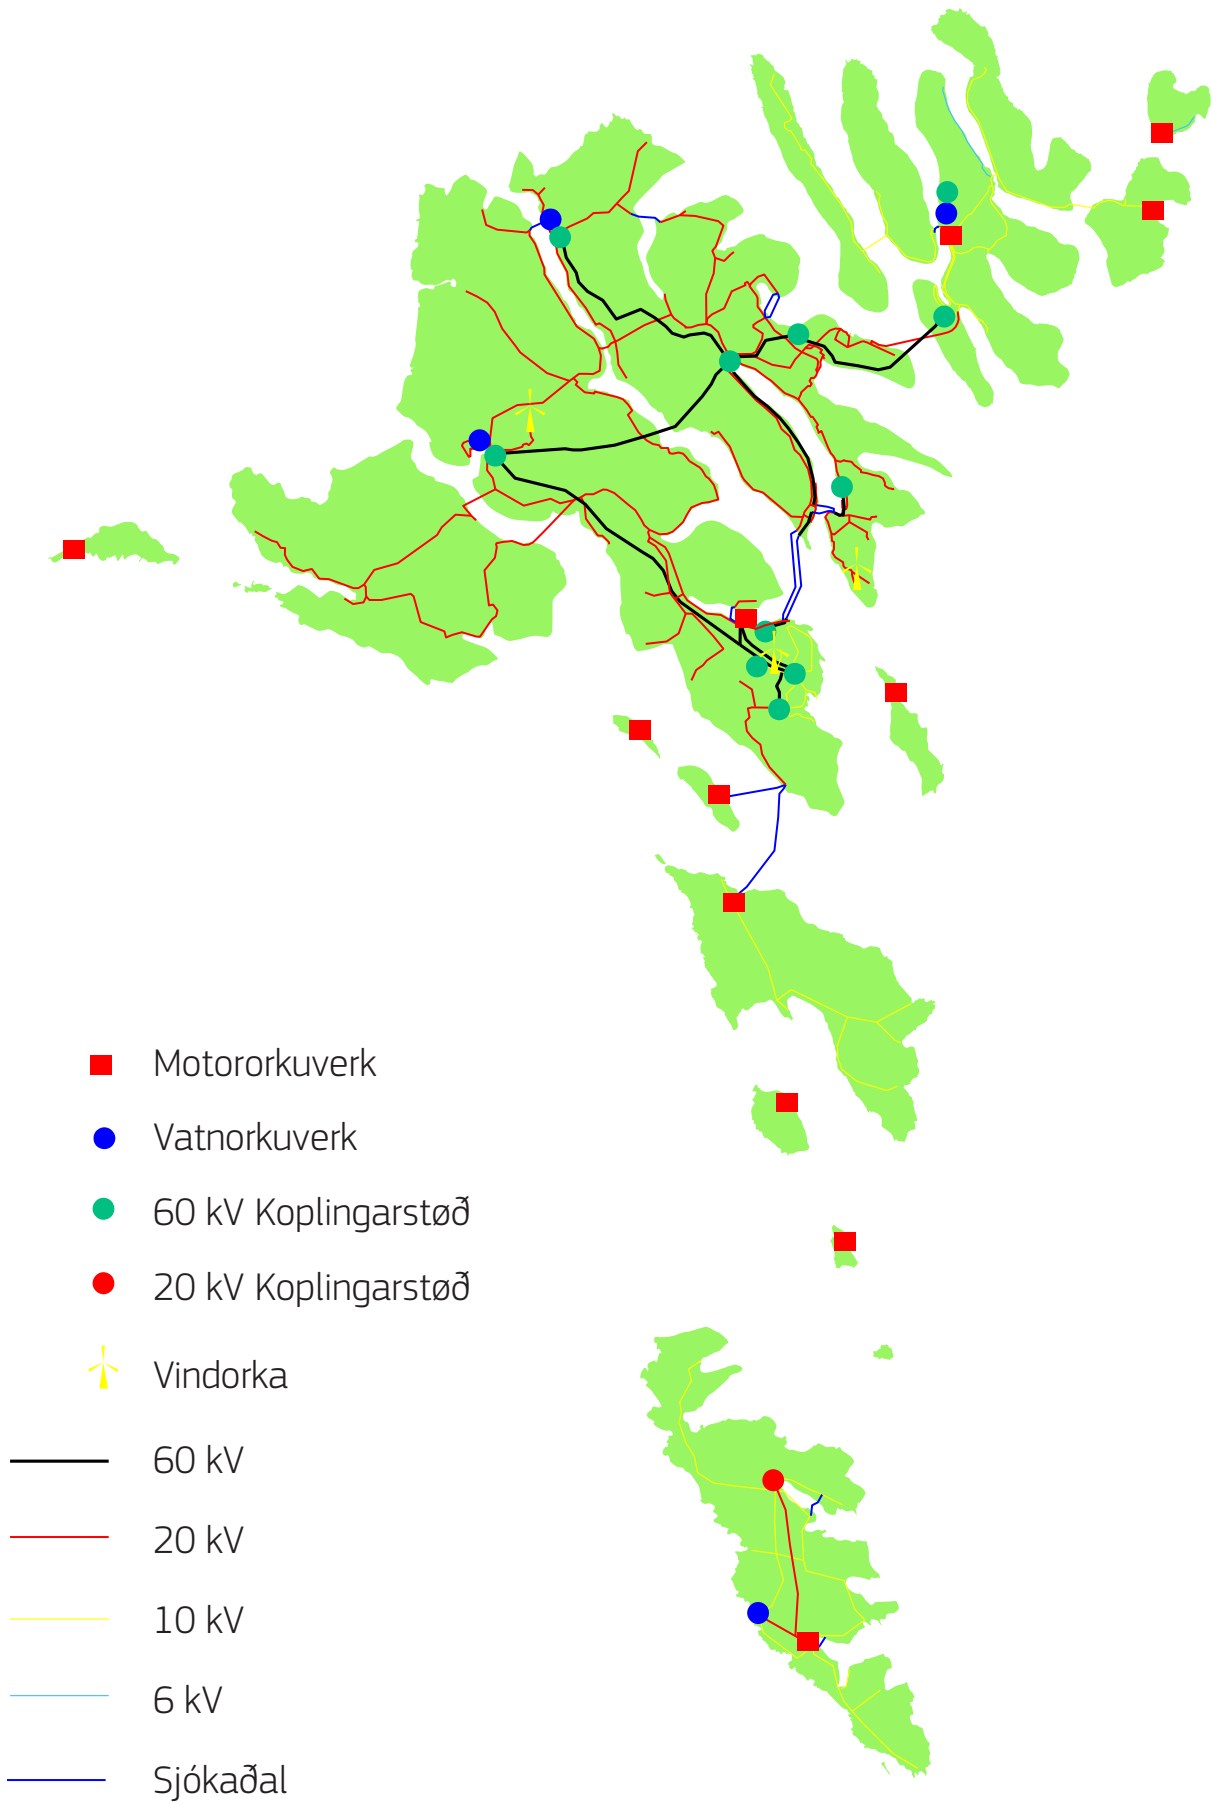 Motororkuverk
Vatnorkuverk
60 kV Koplingarstøð
20 kV Koplingarstøð
Vindorka
60 kV
20 kV
10 kV
6 kV
Sjókaðal